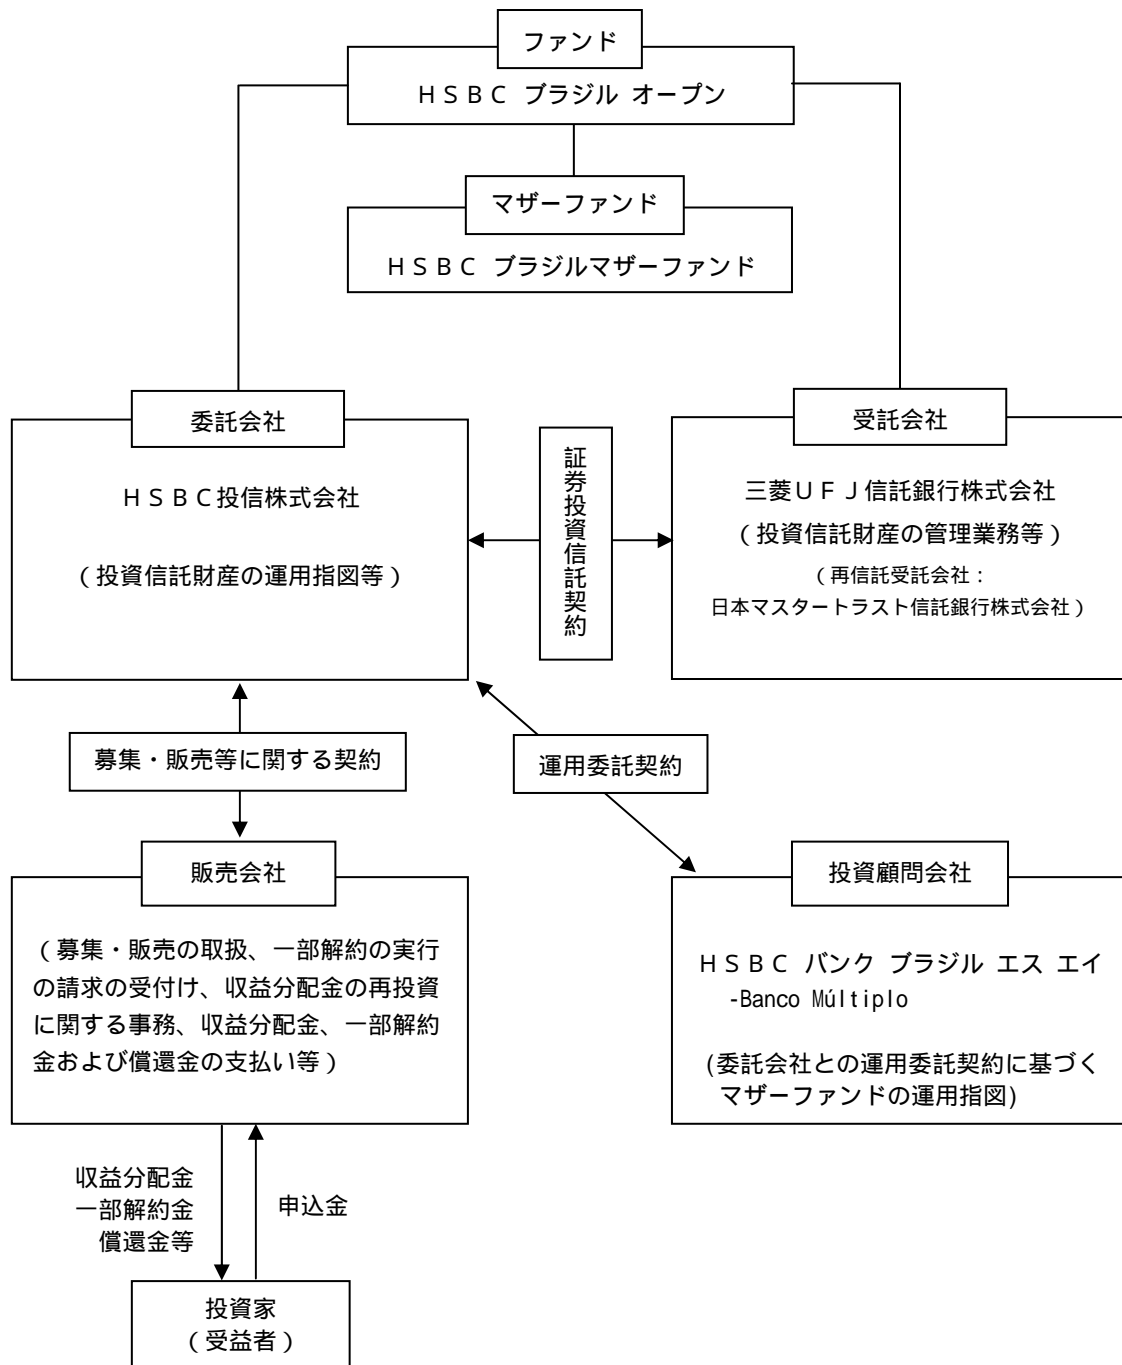 ファンド
ＨＳＢＣ ブラジル オープン
マザーファンド
ＨＳＢＣ ブラジルマザーファンド
委託会社
ＨＳＢＣ投信株式会社
（投資信託財産の運用指図等）
証券投資信託契約
受託会社
三菱ＵＦＪ信託銀行株式会社
（投資信託財産の管理業務等）
（再信託受託会社：
日本マスタートラスト信託銀行株式会社）
募集・販売等に関する契約
運用委託契約
販売会社
（募集・販売の取扱、一部解約の実行
の請求の受付け、収益分配金の再投資
に関する事務、収益分配金、一部解約
金および償還金の支払い等）
投資顧問会社
ＨＳＢＣ バンク ブラジル エス エイ
-Banco Múltiplo
(委託会社との運用委託契約に基づく
マザーファンドの運用指図)
収益分配金
一部解約金
償還金等
申込金
投資家
（受益者）